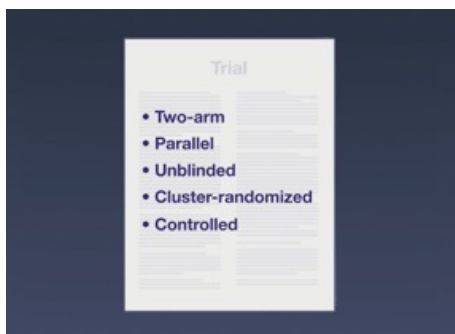 Trial
• Two-arm
• Parallel
• Unblinded
• Cluster-randomized
• Controlled